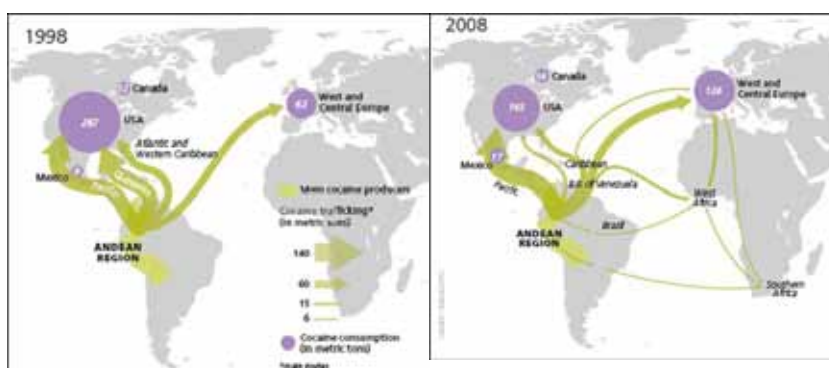 1998
Canada
267
USA
63
West and
Central Europe
Atlantic and
Western Caribbean
Mexico
Pacific
Main cocaine producers
Cocaine trafficking*
(in metric tons)
ANDEAN
REGION
140
60
15
6
Cocaine consumption
(in metric tons)
2008
Canada
165
USA
124
West and
Central Europe
Mexico
17
Pacific
Caribbean
B.R of Venezuela
West
Africa
ANDEAN
REGION
Brazil
Southern
Africa